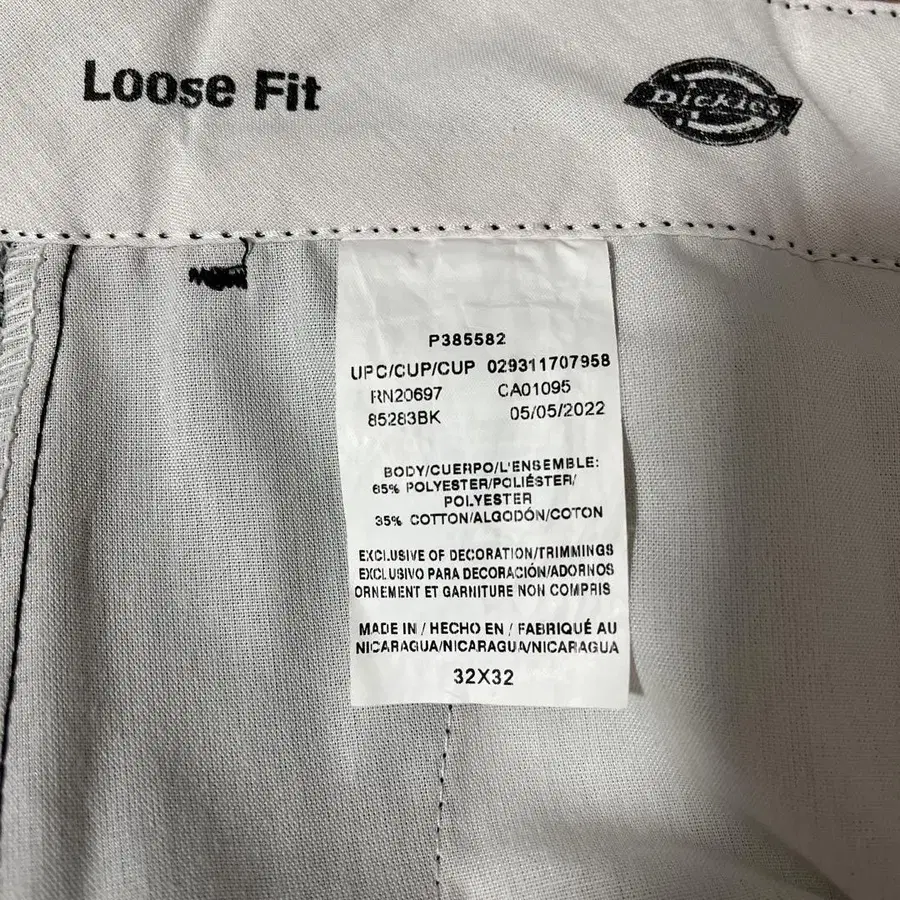 Loose Fit
Dickies
P385582
UPC/CUP/CUP 029311707958
RN20697 CA01095
85283BK 05/05/2022
BODY/CUERPO/L'ENSEMBLE:
65% POLYESTER/POLIÉSTER/
POLYESTER
35% COTTON/ALGODÓN/COTON
EXCLUSIVE OF DECORATION/TRIMMINGS
EXCLUSIVO PARA DECORACIÓN/ADORNOS
ORNEMENT ET GARNITURE NON COMPRIS
MADE IN / HECHO EN / FABRIQUÉ AU
NICARAGUA/NICARAGUA/NICARAGUA
32X32